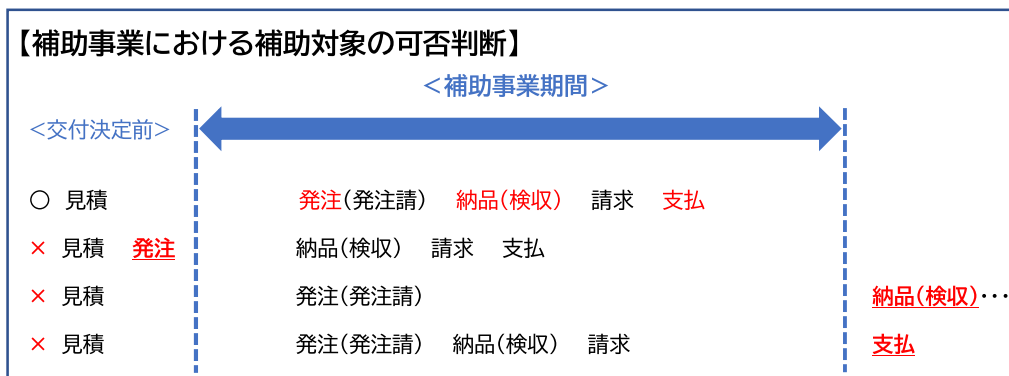 【補助事業における補助対象の可否判断】
＜補助事業期間＞
＜交付決定前＞
○ 見積 発注（発注請） 納品（検収） 請求 支払
× 見積 発注 納品（検収） 請求 支払
× 見積 発注（発注請） 納品（検収）・・・
× 見積 発注（発注請） 納品（検収） 請求 支払